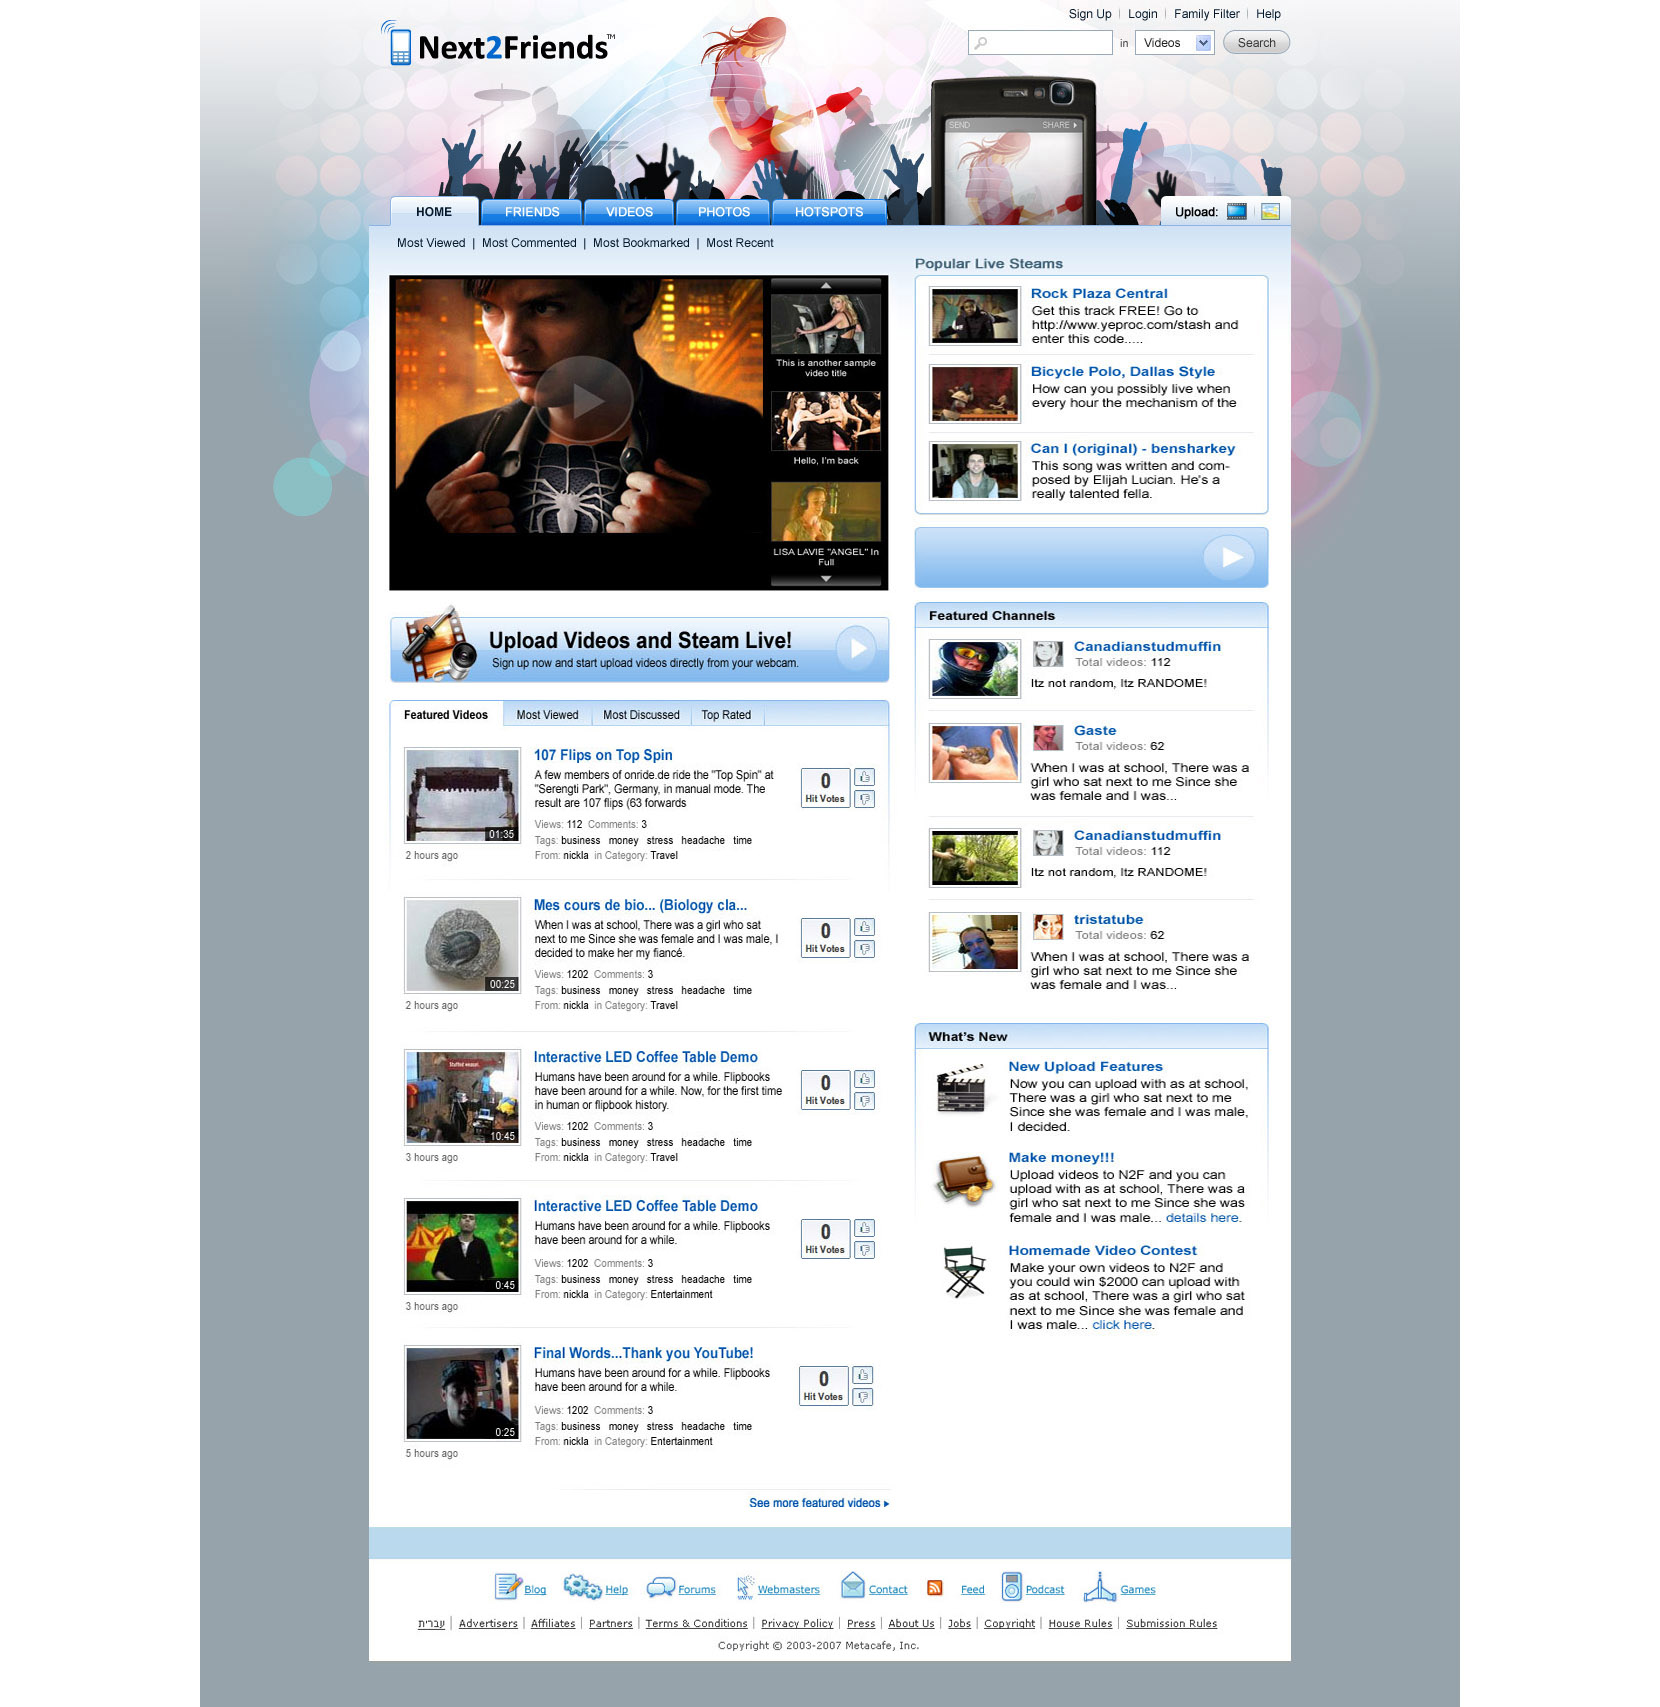 Sign Up | Login | Family Filter | Help
Next2Friends™
in Videos Search
SEND SHARE
HOME FRIENDS VIDEOS PHOTOS HOTSPOTS
Upload:
Most Viewed | Most Commented | Most Bookmarked | Most Recent
This is another sample
video title
Hello, I'm back
LISA LAVIE "ANGEL" In
Full
Popular Live Steams
Rock Plaza Central
Get this track FREE! Go to
http://www.yeproc.com/stash and
enter this code.....
Bicycle Polo, Dallas Style
How can you possibly live when
every hour the mechanism of the
Can I (original) - bensharkey
This song was written and com-
posed by Elijah Lucian. He's a
really talented fella.
Upload Videos and Steam Live!
Sign up now and start upload videos directly from your webcam.
Featured Videos Most Viewed Most Discussed Top Rated
107 Flips on Top Spin
A few members of onride.de ride the "Top Spin" at
"Serengti Park", Germany, in manual mode. The
result are 107 flips (63 forwards
Views: 112 Comments: 3
Tags: business money stress headache time
From: nickla in Category: Travel
01:35
2 hours ago
0
Hit Votes
Mes cours de bio... (Biology cla...
When I was at school, There was a girl who sat
next to me Since she was female and I was male, I
decided to make her my fiancé.
Views: 1202 Comments: 3
Tags: business money stress headache time
From: nickla in Category: Travel
00:25
2 hours ago
0
Hit Votes
Interactive LED Coffee Table Demo
Humans have been around for a while. Flipbooks
have been around for a while. Now, for the first time
in human or flipbook history.
Views: 1202 Comments: 3
Tags: business money stress headache time
From: nickla in Category: Travel
10:45
3 hours ago
0
Hit Votes
Interactive LED Coffee Table Demo
Humans have been around for a while. Flipbooks
have been around for a while.
Views: 1202 Comments: 3
Tags: business money stress headache time
From: nickla in Category: Entertainment
0:45
3 hours ago
0
Hit Votes
Final Words...Thank you YouTube!
Humans have been around for a while. Flipbooks
have been around for a while.
Views: 1202 Comments: 3
Tags: business money stress headache time
From: nickla in Category: Entertainment
0:25
5 hours ago
0
Hit Votes
See more featured videos
Featured Channels
Canadianstudmuffin
Total videos: 112
Itz not random, Itz RANDOME!
Gaste
Total videos: 62
When I was at school, There was a
girl who sat next to me Since she
was female and I was...
Canadianstudmuffin
Total videos: 112
Itz not random, Itz RANDOME!
tristatube
Total videos: 62
When I was at school, There was a
girl who sat next to me Since she
was female and I was...
What's New
New Upload Features
Now you can upload with as at school,
There was a girl who sat next to me
Since she was female and I was male,
I decided.
Make money!!!
Upload videos to N2F and you can
upload with as at school, There was a
girl who sat next to me Since she was
female and I was male... details here.
Homemade Video Contest
Make your own videos to N2F and
you could win $2000 can upload with
as at school, There was a girl who sat
next to me Since she was female and
I was male... click here.
Blog Help Forums Webmasters Contact Feed Podcast Games
עברית | Advertisers | Affiliates | Partners | Terms & Conditions | Privacy Policy | Press | About Us | Jobs | Copyright | House Rules | Submission Rules
Copyright © 2003-2007 Metacafe, Inc.